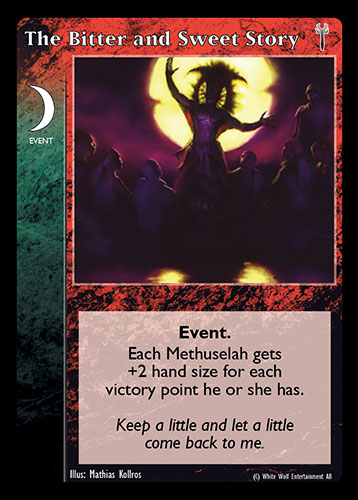 The Bitter and Sweet Story
EVENT
Event.
Each Methuselah gets
+2 hand size for each
victory point he or she has.
Keep a little and let a little
come back to me.
Illus: Mathias Kollros
(C) White Wolf Entertainment AB